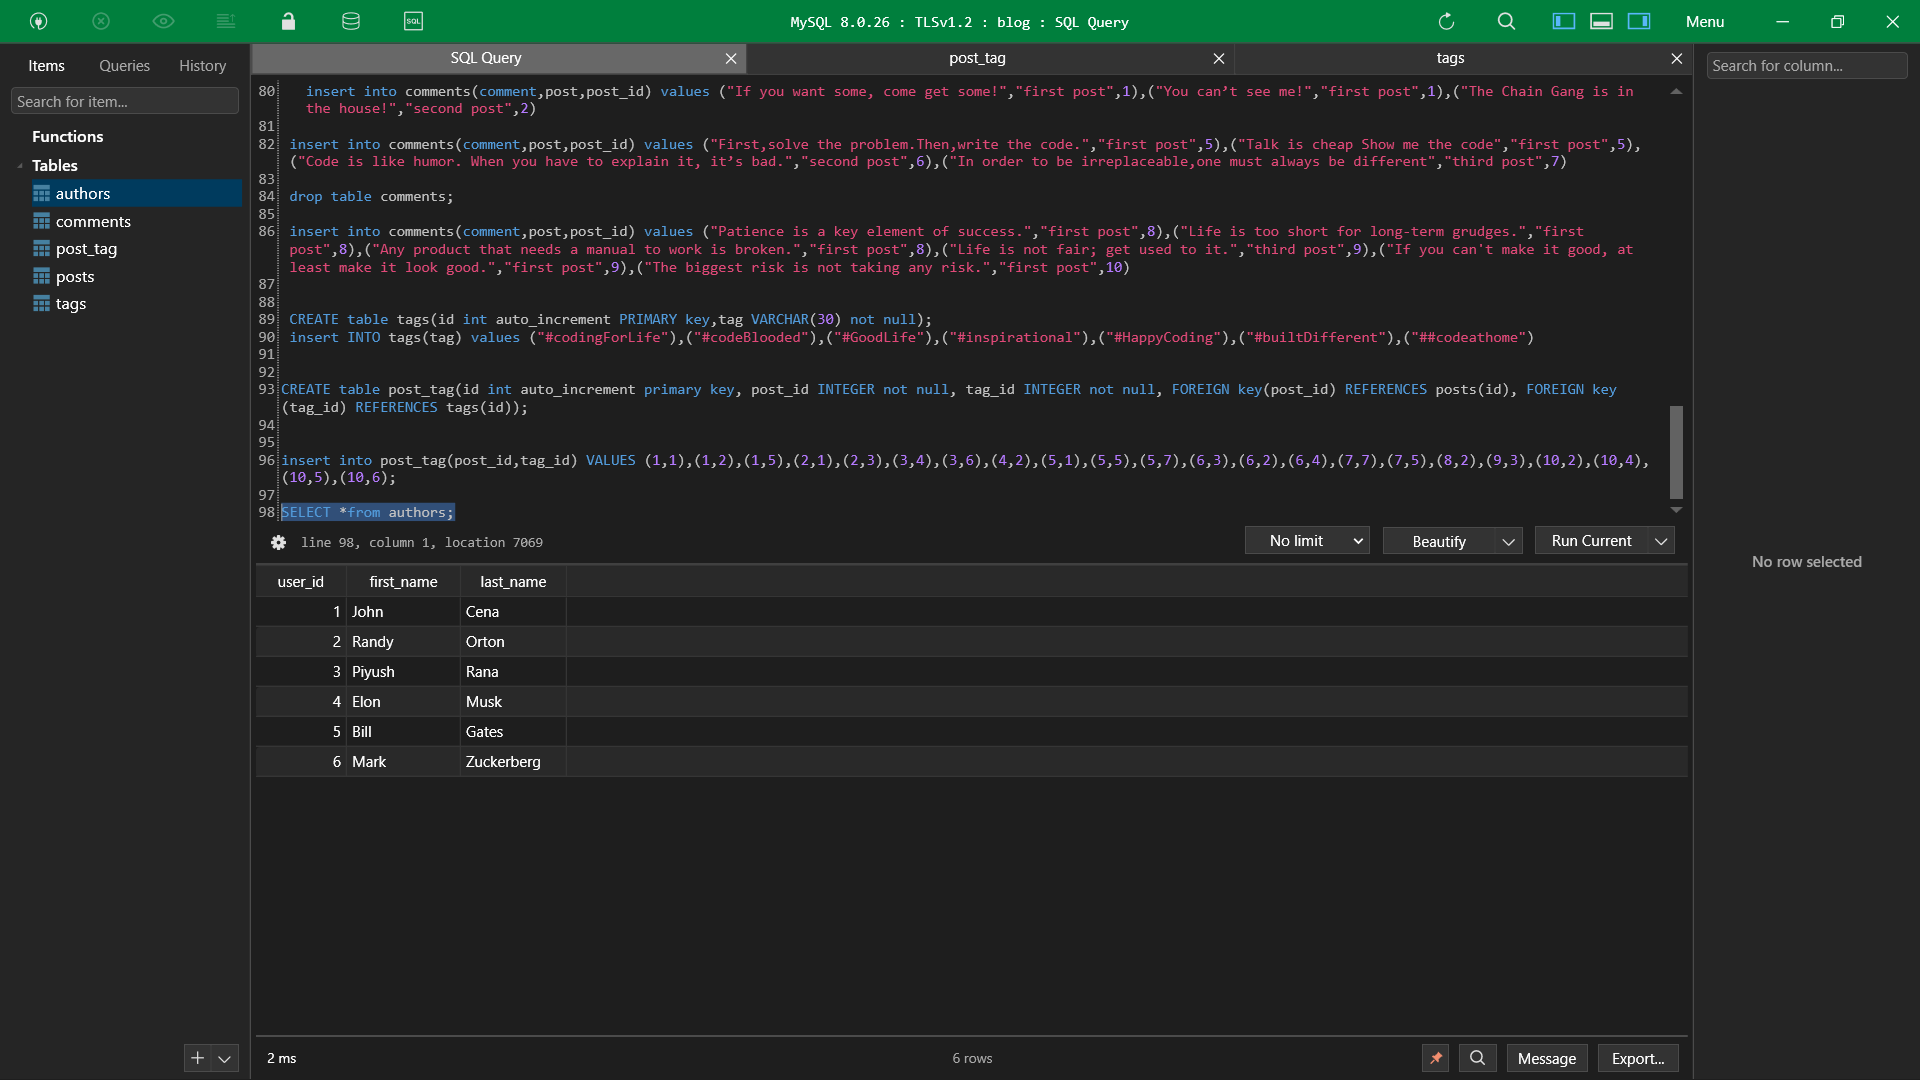 MySQL 8.0.26 : TLSv1.2 : blog : SQL Query
SQL
Menu
Items Queries History
Search for item...
Functions
Tables
authors
comments
post_tag
posts
tags
SQL Query post_tag tags
80 insert into comments(comment,post,post_id) values ("If you want some, come get some!","first post",1),("You can’t see me!","first post",1),("The Chain Gang is in
the house!","second post",2)
81
82 insert into comments(comment,post,post_id) values ("First,solve the problem.Then,write the code.","first post",5),("Talk is cheap Show me the code","first post",5),
("Code is like humor. When you have to explain it, it’s bad.","second post",6),("In order to be irreplaceable,one must always be different","third post",7)
83
84 drop table comments;
85
86 insert into comments(comment,post,post_id) values ("Patience is a key element of success.","first post",8),("Life is too short for long-term grudges.","first
post",8),("Any product that needs a manual to work is broken.","first post",8),("Life is not fair; get used to it.","third post",9),("If you can't make it good, at
least make it look good.","first post",9),("The biggest risk is not taking any risk.","first post",10)
87
88
89 CREATE table tags(id int auto_increment PRIMARY key,tag VARCHAR(30) not null);
90 insert INTO tags(tag) values ("#codingForLife"),("#codeBlooded"),("#GoodLife"),("#inspirational"),("#HappyCoding"),("#builtDifferent"),("##codeathome")
91
92
93 CREATE table post_tag(id int auto_increment primary key, post_id INTEGER not null, tag_id INTEGER not null, FOREIGN key(post_id) REFERENCES posts(id), FOREIGN key
(tag_id) REFERENCES tags(id));
94
95
96 insert into post_tag(post_id,tag_id) VALUES (1,1),(1,2),(1,5),(2,1),(2,3),(3,4),(3,6),(4,2),(5,1),(5,5),(5,7),(6,3),(6,2),(6,4),(7,7),(7,5),(8,2),(9,3),(10,2),(10,4),
(10,5),(10,6);
97
98 SELECT *from authors;
line 98, column 1, location 7069
No limit Beautify Run Current
user_id first_name last_name
1 John Cena
2 Randy Orton
3 Piyush Rana
4 Elon Musk
5 Bill Gates
6 Mark Zuckerberg
2 ms 6 rows Message Export...
Search for column...
No row selected